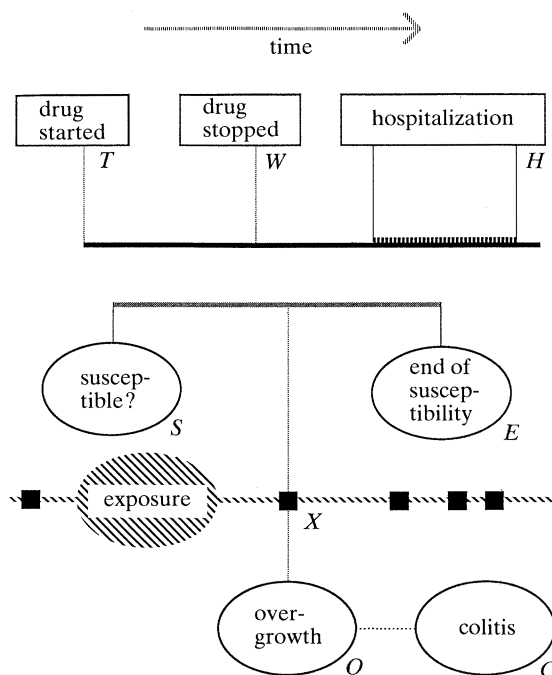 time
drug
started
T
drug
stopped
W
hospitalization
H
suscep-
tible?
S
end of
suscep-
tibility
E
exposure
X
over-
growth
O
colitis
C